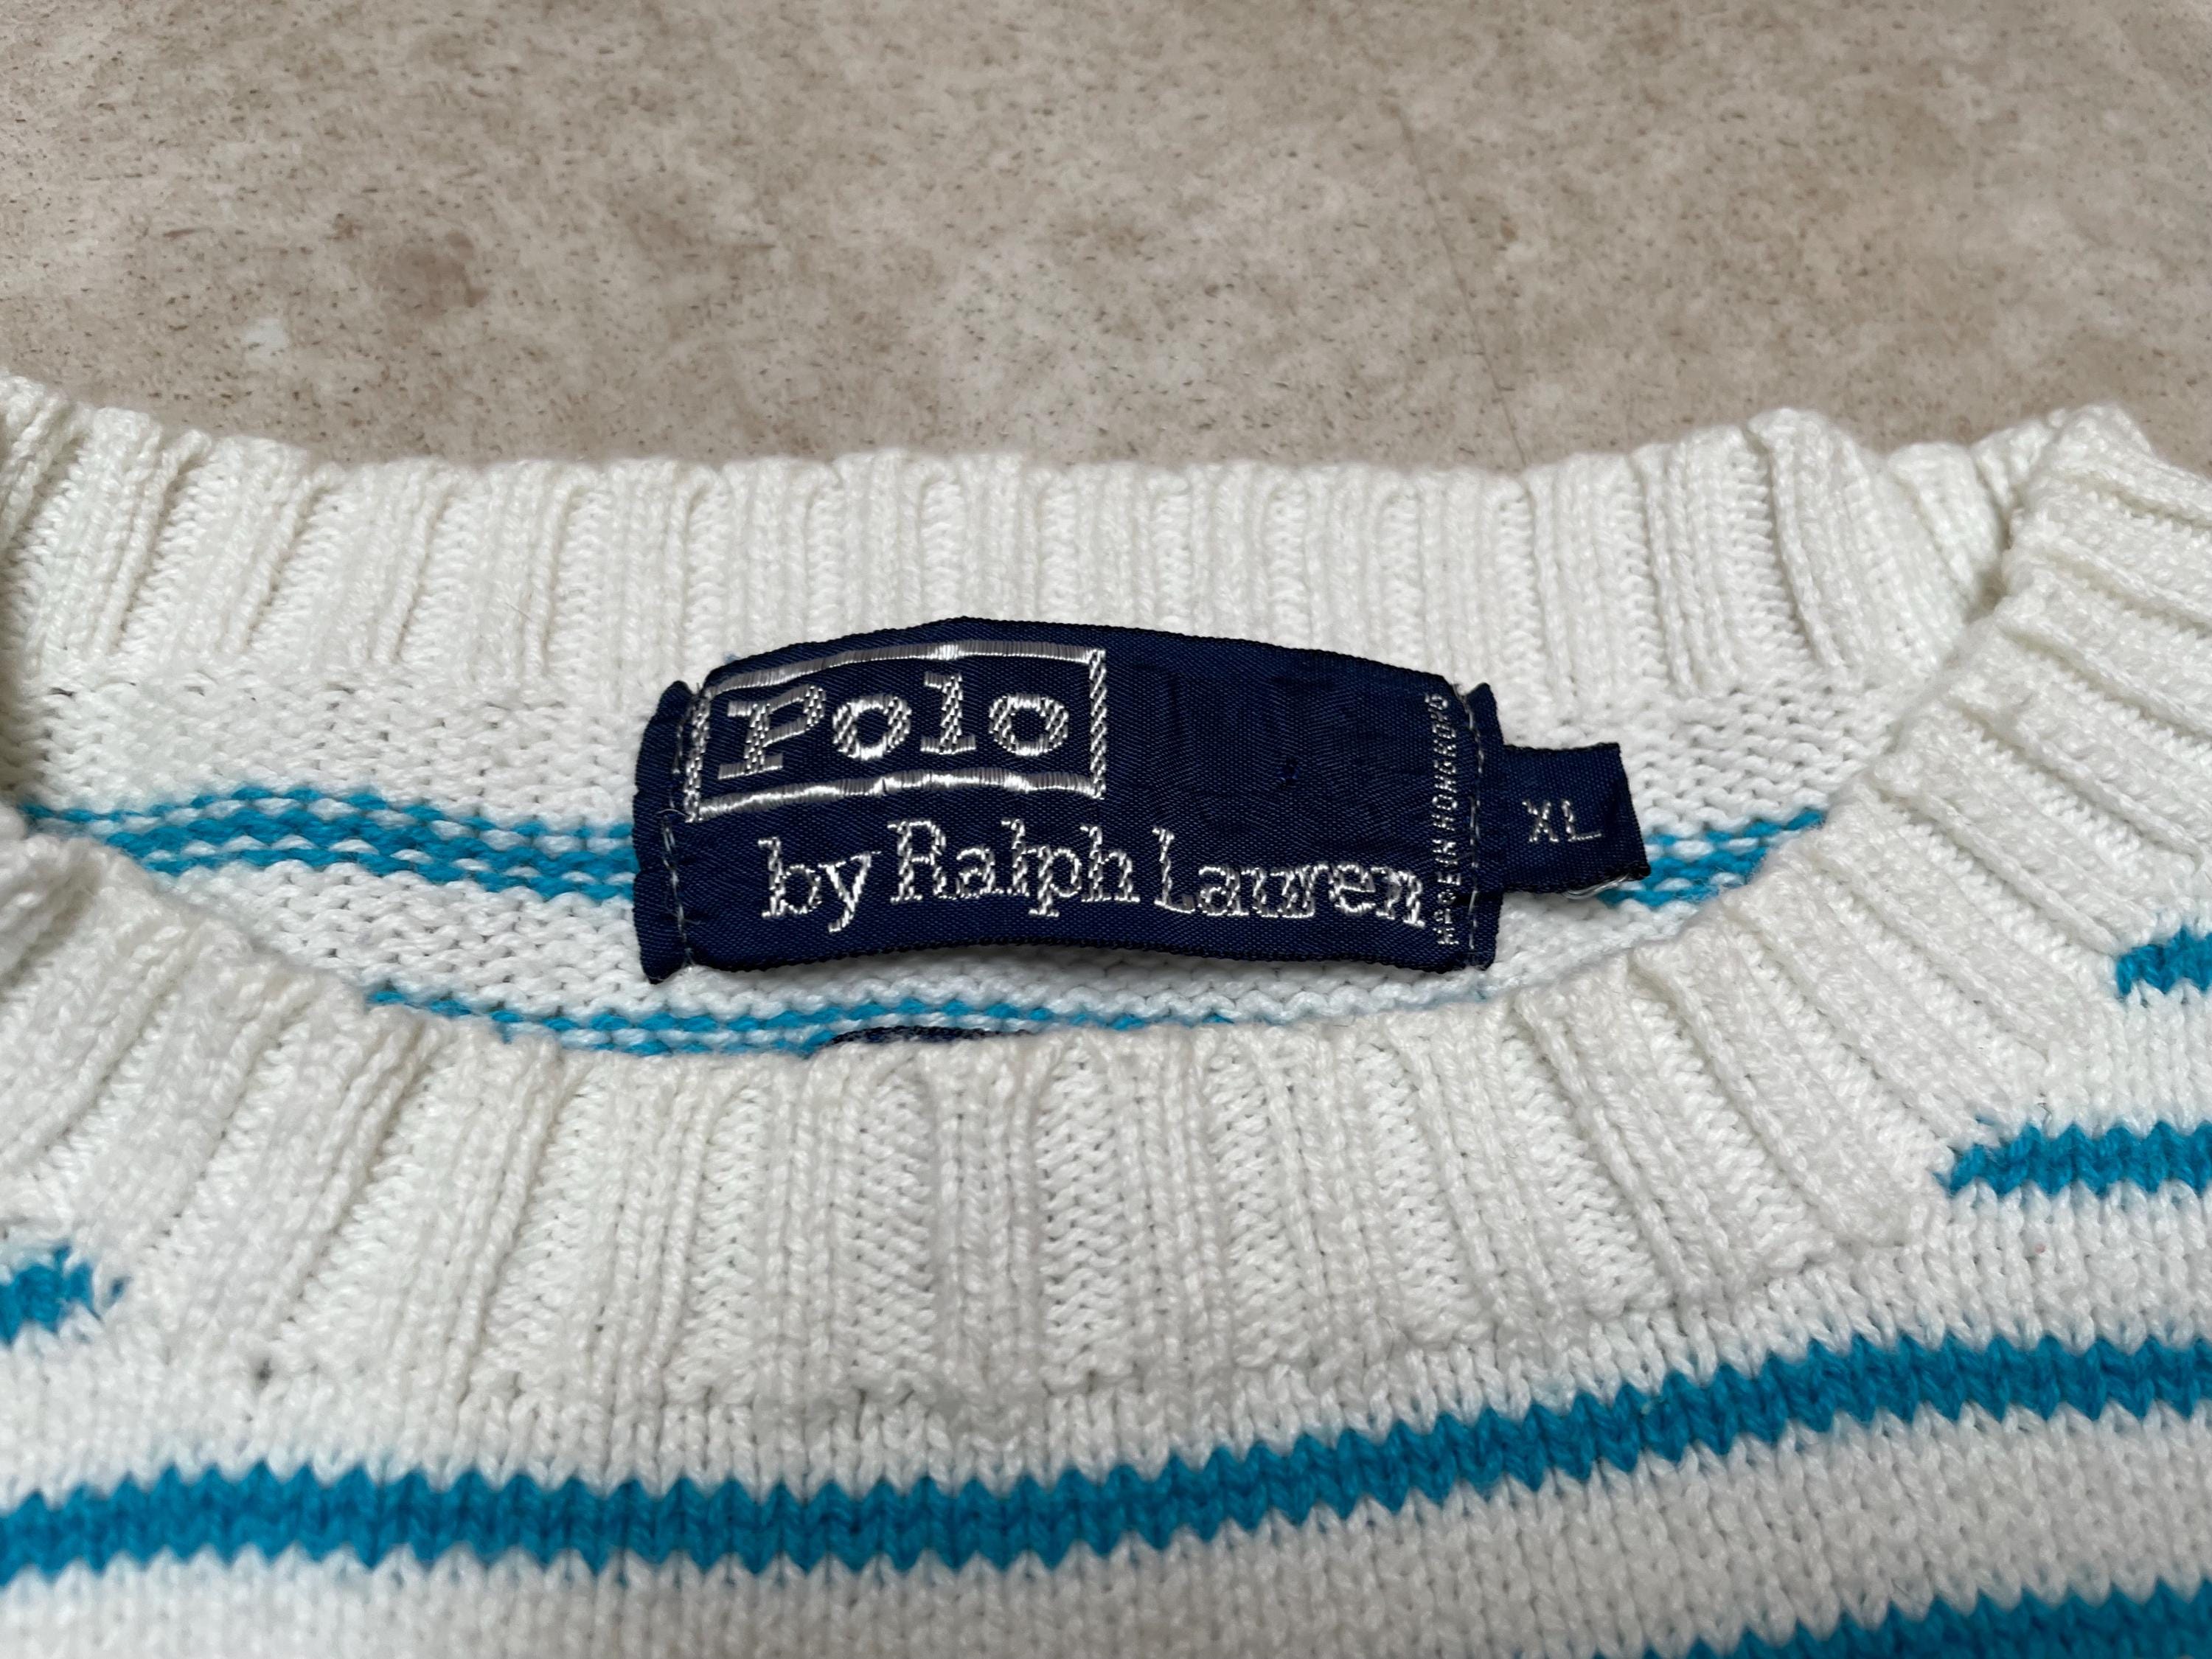 Polo
by Ralph Lauren
MADE IN HONG KONG
XL